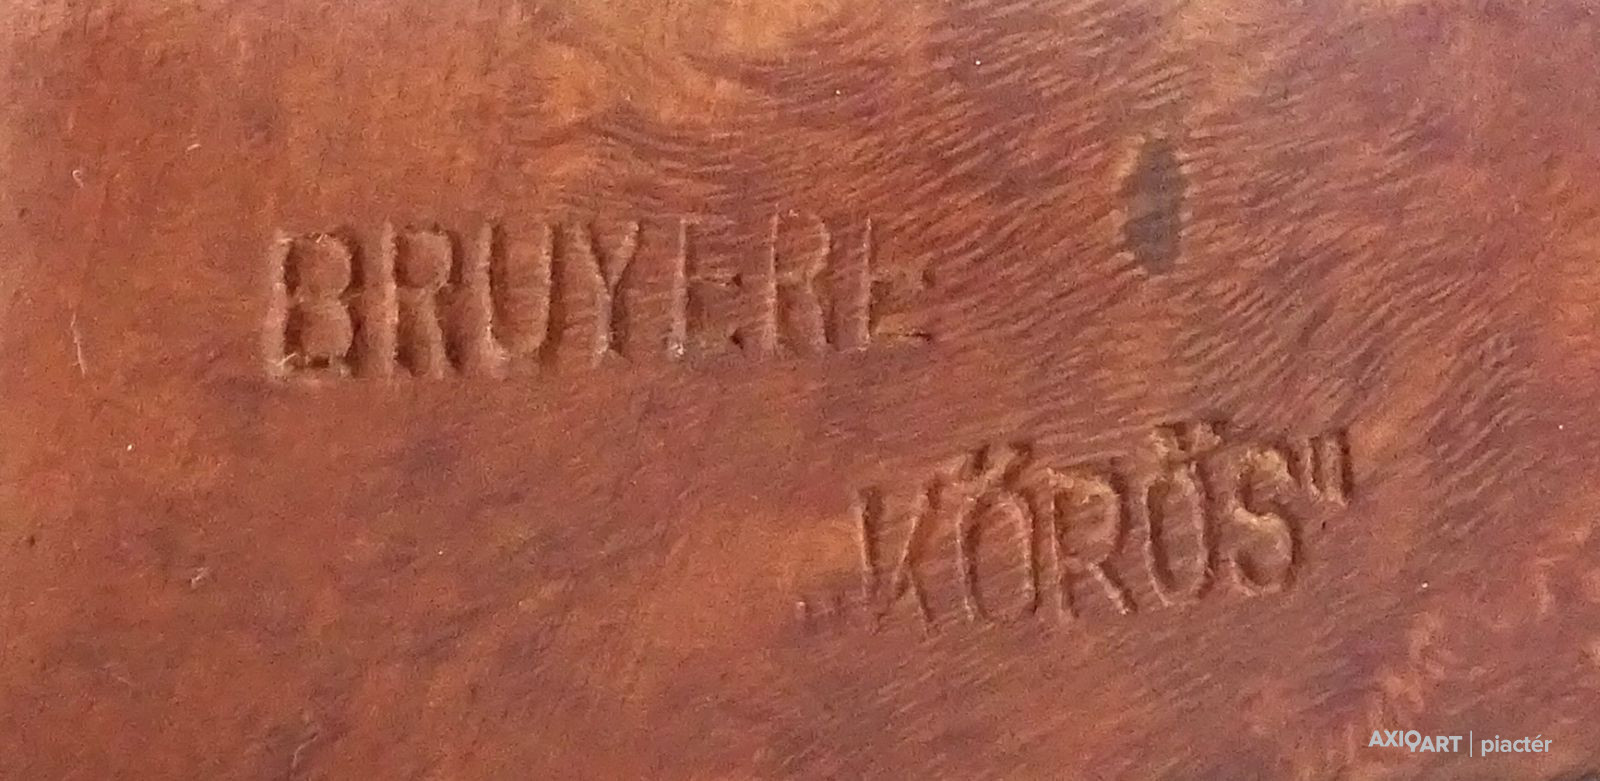 BRUYERE
„KÖRÖS"
AXIOART | piactér